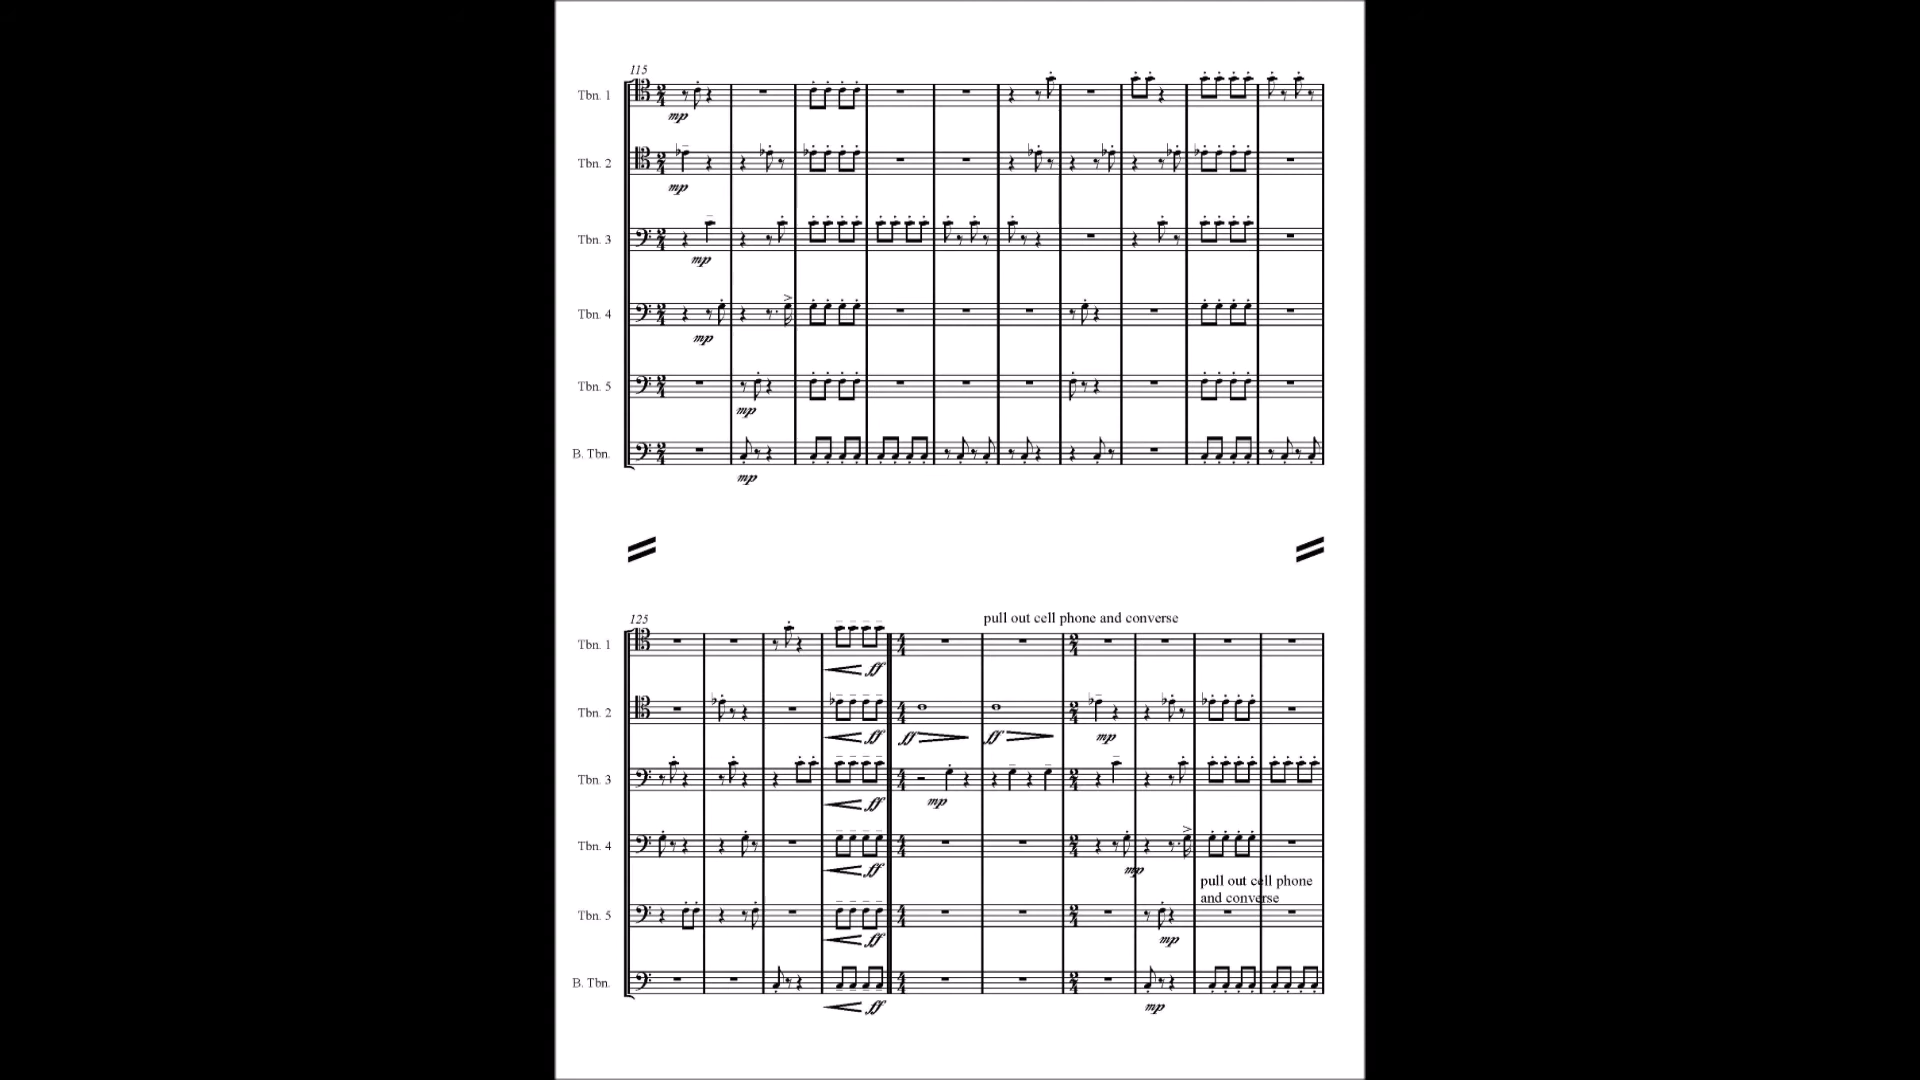 115
Tbn. 1
mp
Tbn. 2
mp
Tbn. 3
mp
Tbn. 4
mp
Tbn. 5
mp
B. Tbn.
mp
125
pull out cell phone and converse
Tbn. 1
ff
Tbn. 2
ff ff ff mp
Tbn. 3
ff mp
Tbn. 4
ff mp
pull out cell phone
and converse
Tbn. 5
ff mp
B. Tbn.
ff mp